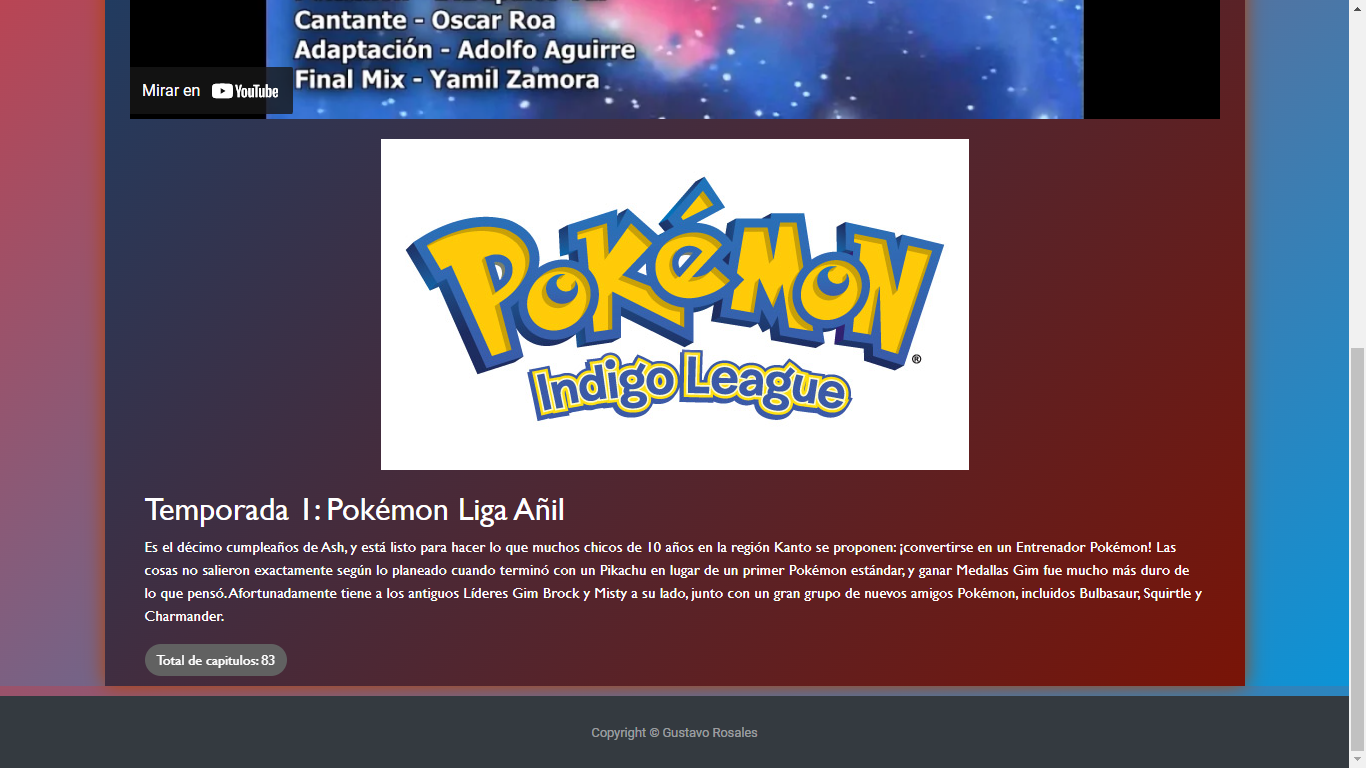 Cantante - Oscar Roa
Adaptación - Adolfo Aguirre
Final Mix - Yamil Zamora
Mirar en YouTube
POKéMON
®
Indigo League
Temporada 1: Pokémon Liga Añil
Es el décimo cumpleaños de Ash, y está listo para hacer lo que muchos chicos de 10 años en la región Kanto se proponen: ¡convertirse en un Entrenador Pokémon! Las
cosas no salieron exactamente según lo planeado cuando terminó con un Pikachu en lugar de un primer Pokémon estándar, y ganar Medallas Gim fue mucho más duro de
lo que pensó. Afortunadamente tiene a los antiguos Líderes Gim Brock y Misty a su lado, junto con un gran grupo de nuevos amigos Pokémon, incluidos Bulbasaur, Squirtle y
Charmander.
Total de capitulos: 83
Copyright © Gustavo Rosales